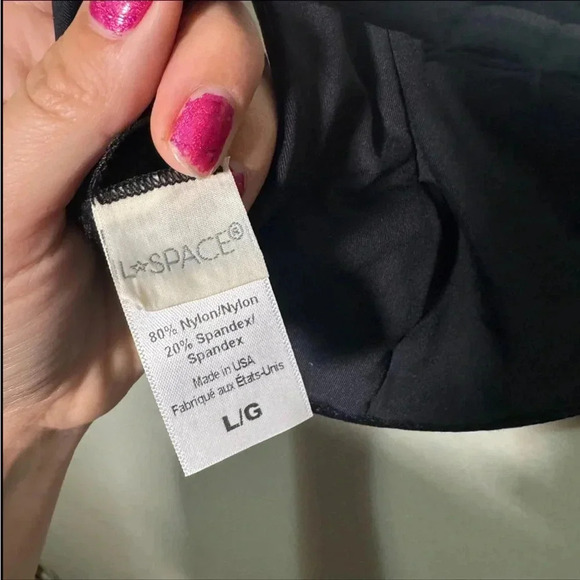 L☆SPACE®
80% Nylon/Nylon
20% Spandex/
Spandex
Made in USA
Fabriqué aux États-Unis
L/G